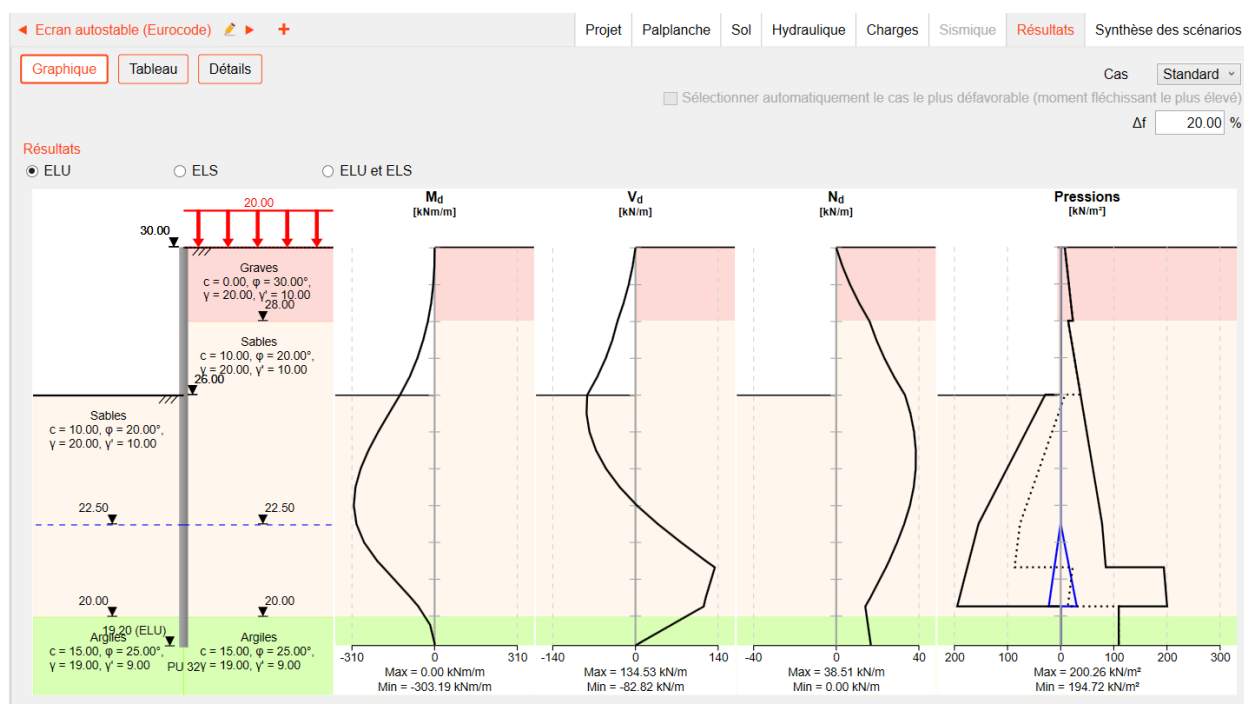 Ecran autostable (Eurocode) +
Projet Palplanche Sol Hydraulique Charges Sismique Résultats Synthèse des scénarios
Graphique Tableau Détails
Cas Standard
Sélectionner automatiquement le cas le plus défavorable (moment fléchissant le plus élevé)
Δf 20.00 %
Résultats
ELU ELS ELU et ELS
20.00
30.00
Graves
c = 0.00, φ = 30.00°,
γ = 20.00, γ' = 10.00
28.00
Sables
c = 10.00, φ = 20.00°,
γ = 20.00, γ' = 10.00
26.00
Sables
c = 10.00, φ = 20.00°,
γ = 20.00, γ' = 10.00
22.50 22.50
20.00 20.00
19.20 (ELU)
Argiles
c = 15.00, φ = 25.00°,
γ = 19.00, γ' = 9.00
PU 32
Argiles
c = 15.00, φ = 25.00°,
γ = 19.00, γ' = 9.00
Md
[kNm/m]
-310 0 310
Max = 0.00 kNm/m
Min = -303.19 kNm/m
Vd
[kN/m]
-140 0 140
Max = 134.53 kN/m
Min = -82.82 kN/m
Nd
[kN/m]
-40 0 40
Max = 38.51 kN/m
Min = 0.00 kN/m
Pressions
[kN/m²]
200 100 0 100 200 300
Max = 200.26 kN/m²
Min = 194.72 kN/m²